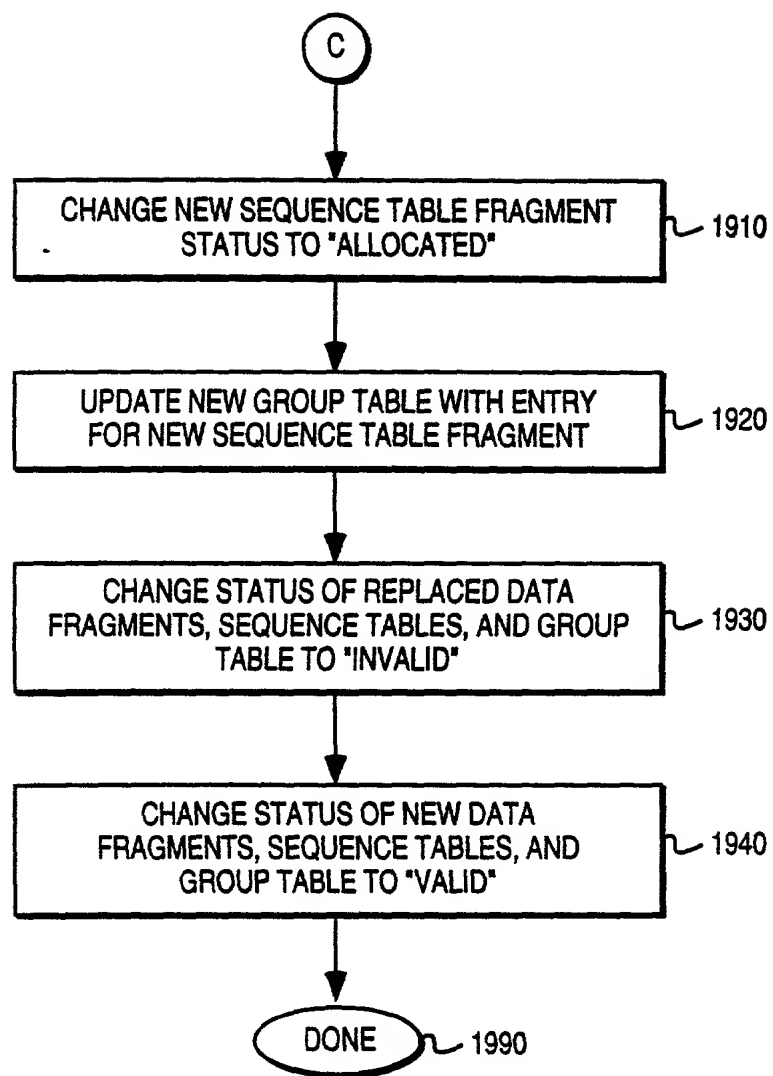 C
CHANGE NEW SEQUENCE TABLE FRAGMENT
STATUS TO "ALLOCATED"
1910
UPDATE NEW GROUP TABLE WITH ENTRY
FOR NEW SEQUENCE TABLE FRAGMENT
1920
CHANGE STATUS OF REPLACED DATA
FRAGMENTS, SEQUENCE TABLES, AND GROUP
TABLE TO "INVALID"
1930
CHANGE STATUS OF NEW DATA
FRAGMENTS, SEQUENCE TABLES, AND
GROUP TABLE TO "VALID"
1940
DONE
1990